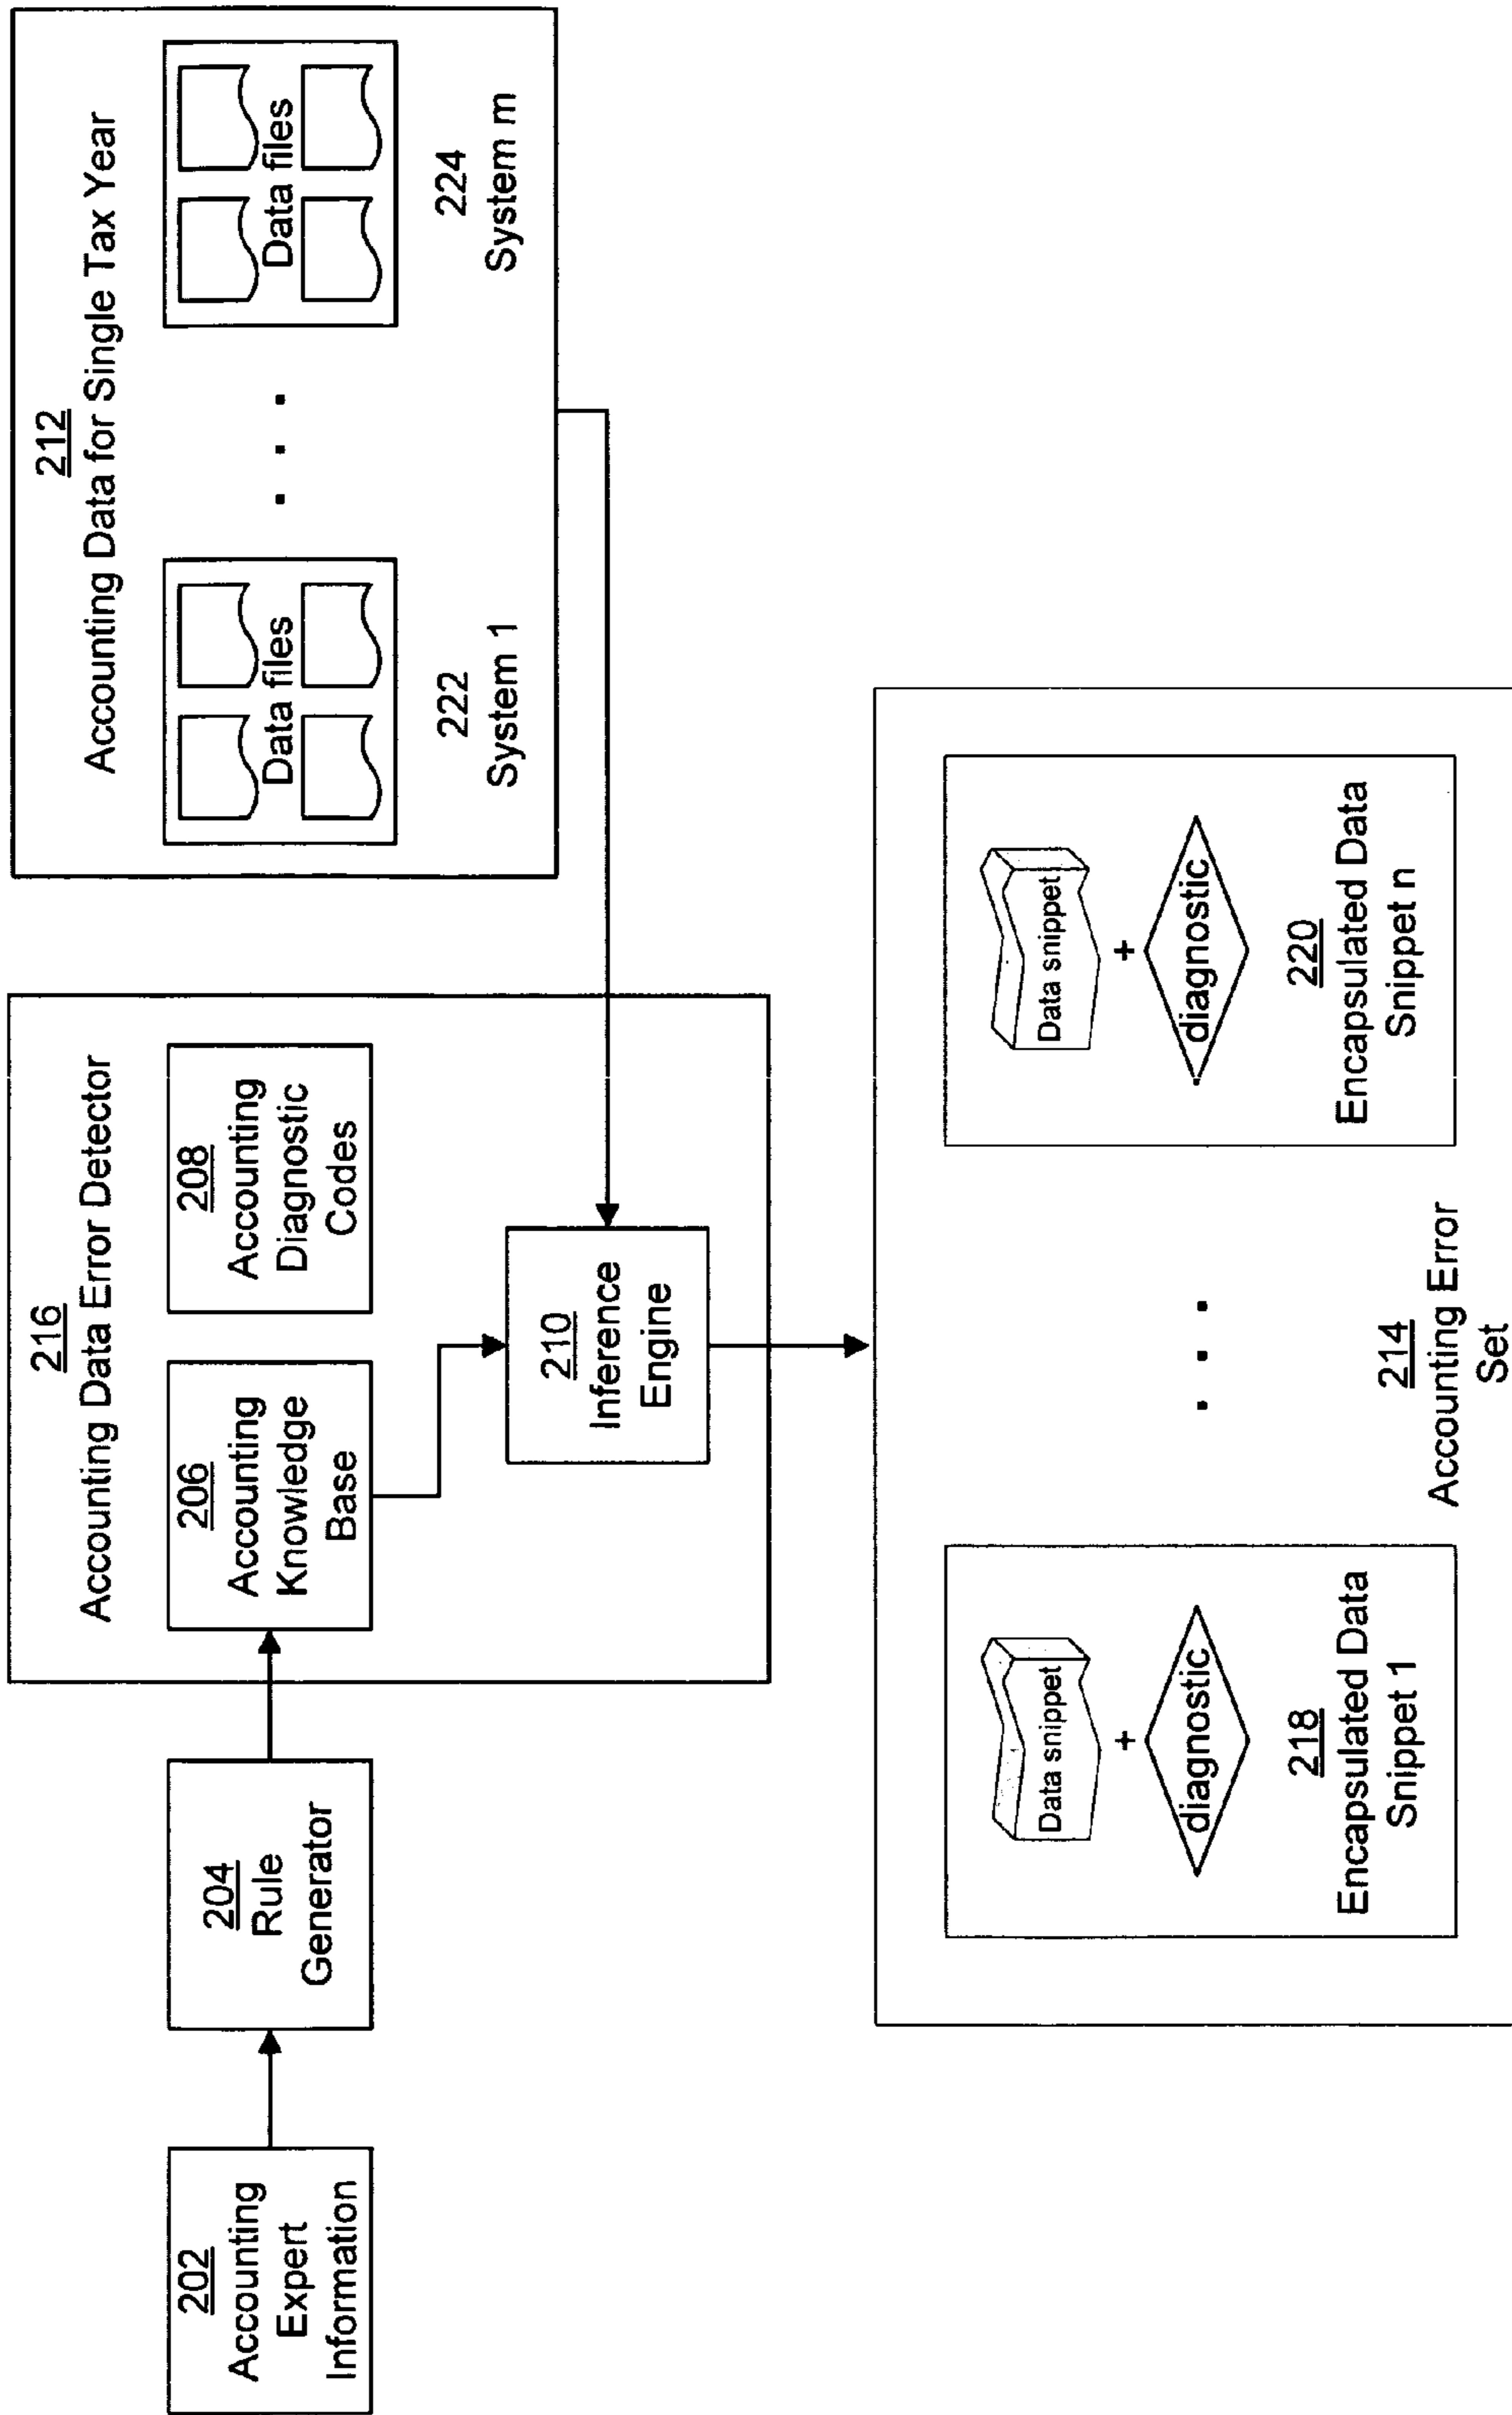 202
Accounting
Expert
Information
204
Rule
Generator
216
Accounting Data Error Detector
206
Accounting
Knowledge
Base
208
Accounting
Diagnostic
Codes
210
Inference
Engine
212
Accounting Data for Single Tax Year
Data files
222
System 1
. . .
Data files
224
System m
Data snippet
+
diagnostic
218
Encapsulated Data
Snippet 1
. . .
Data snippet
+
diagnostic
220
Encapsulated Data
Snippet n
214
Accounting Error
Set